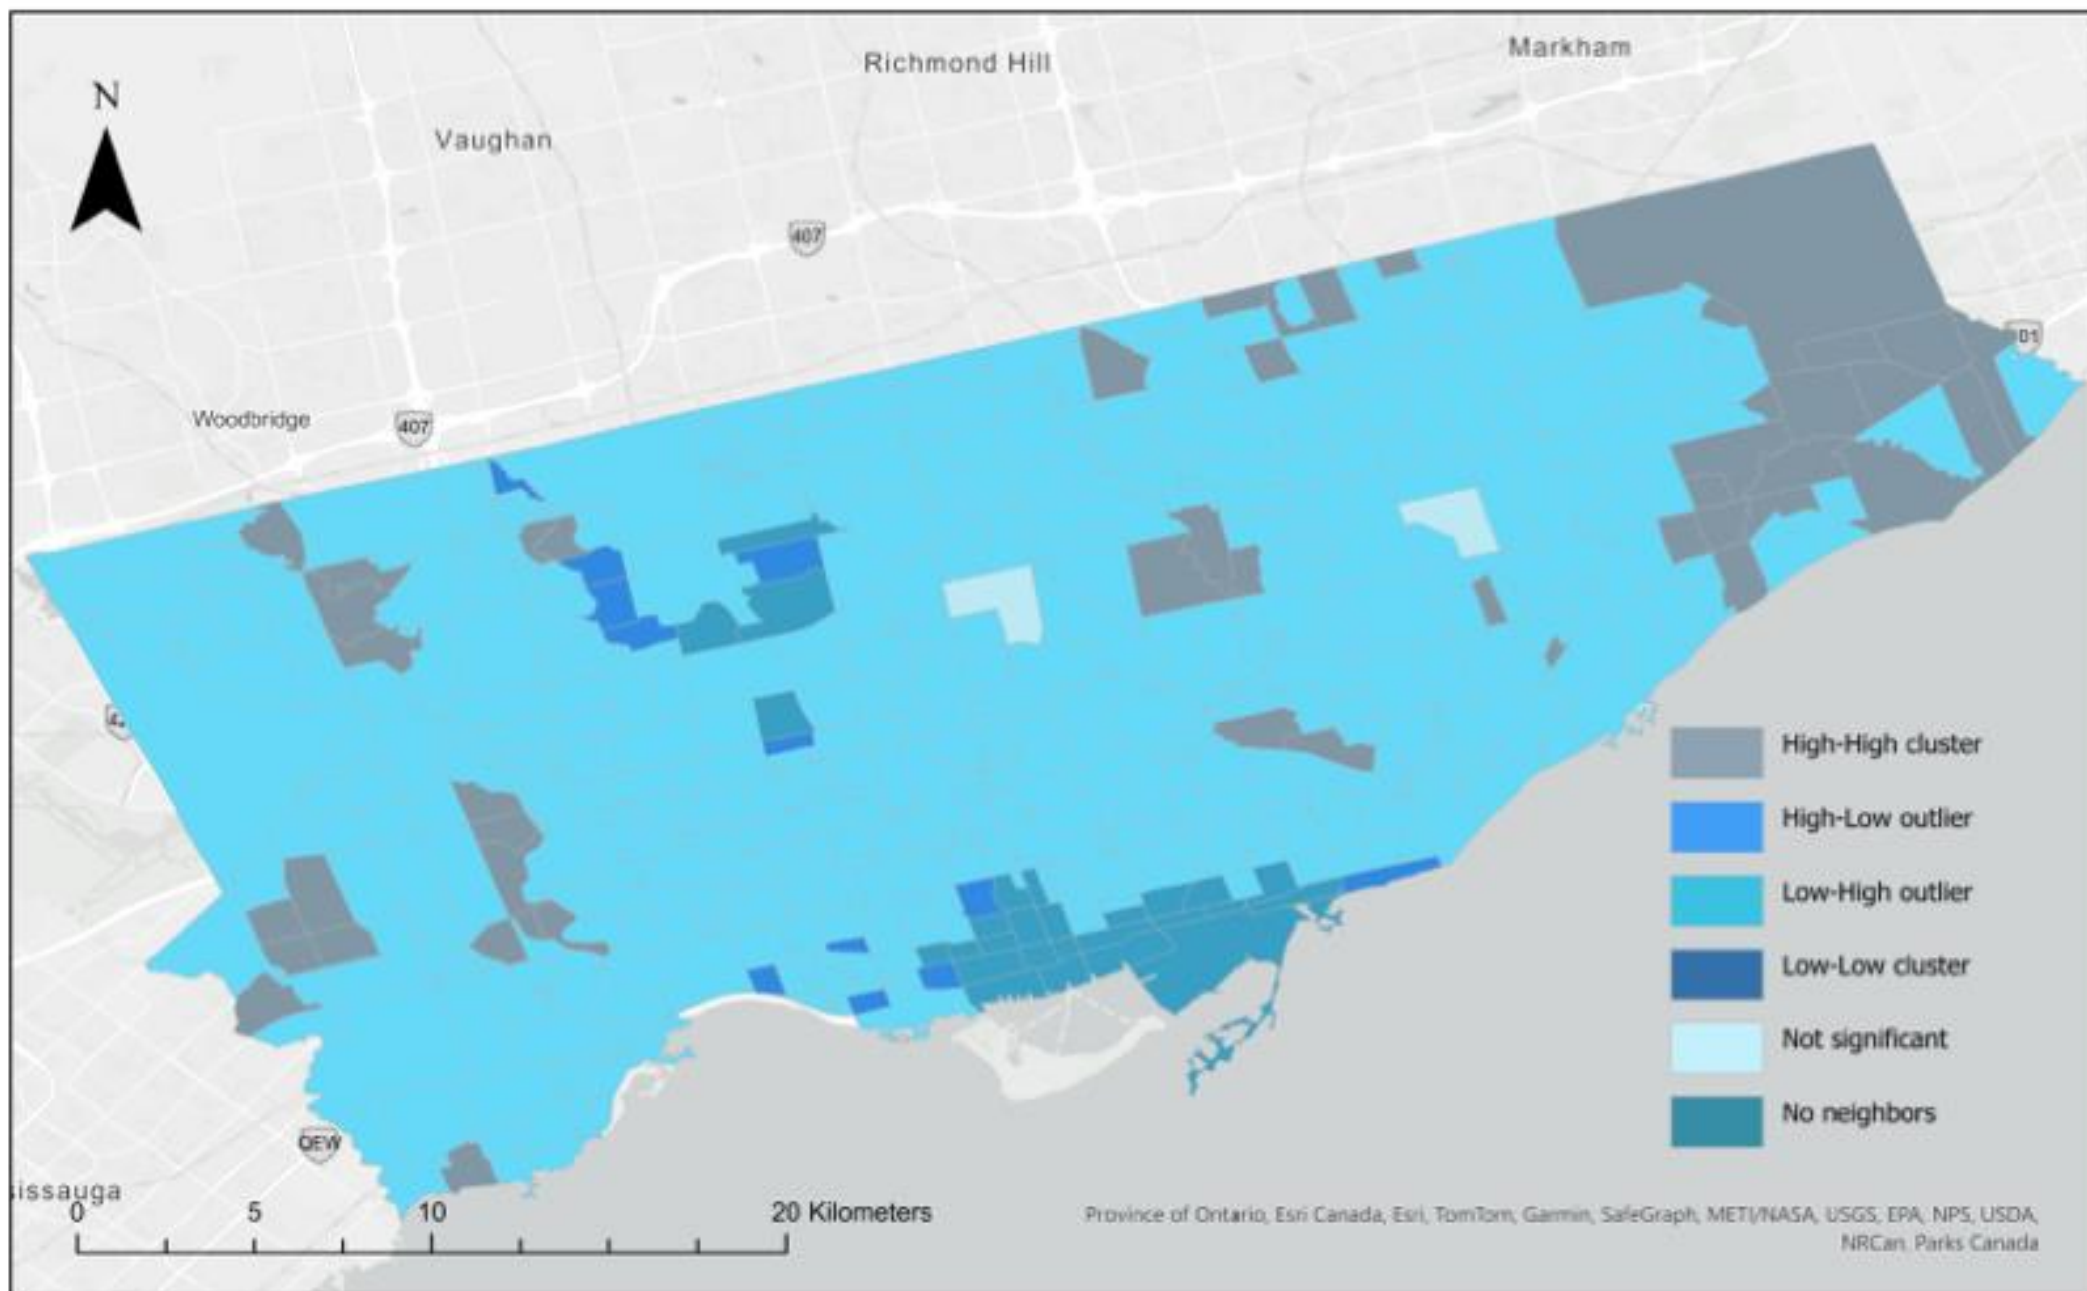 Markham
Richmond Hill
N
Vaughan
407
101
Woodbridge
407
High-High cluster
High-Low outlier
Low-High outlier
Low-Low cluster
Not significant
No neighbors
QEW
sissauga
0 5 10 20 Kilometers
Province of Ontario, Esri Canada, Esri, TomTom, Garmin, SafeGraph, METI/NASA, USGS, EPA, NPS, USDA,
NRCan, Parks Canada